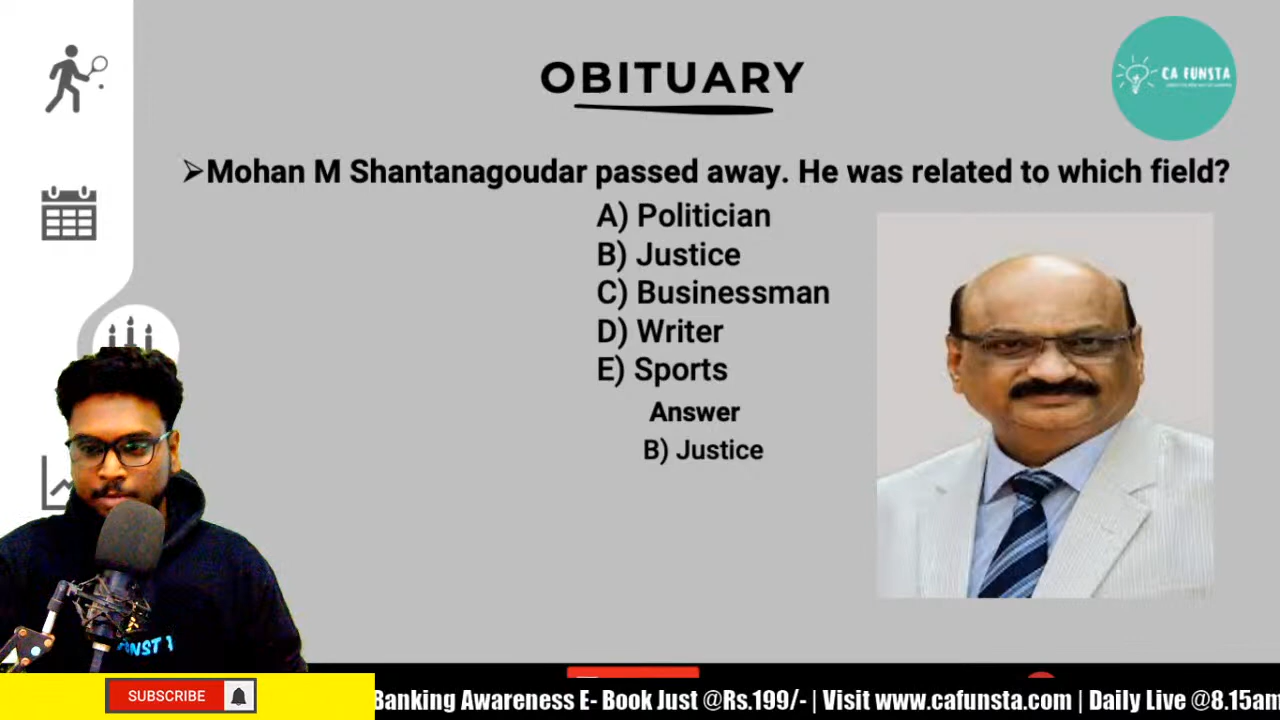 OBITUARY
CA FUNSTA
➢Mohan M Shantanagoudar passed away. He was related to which field?
A) Politician
B) Justice
C) Businessman
D) Writer
E) Sports
Answer
B) Justice
SUBSCRIBE
Banking Awareness E- Book Just @Rs.199/- | Visit www.cafunsta.com | Daily Live @8.15am